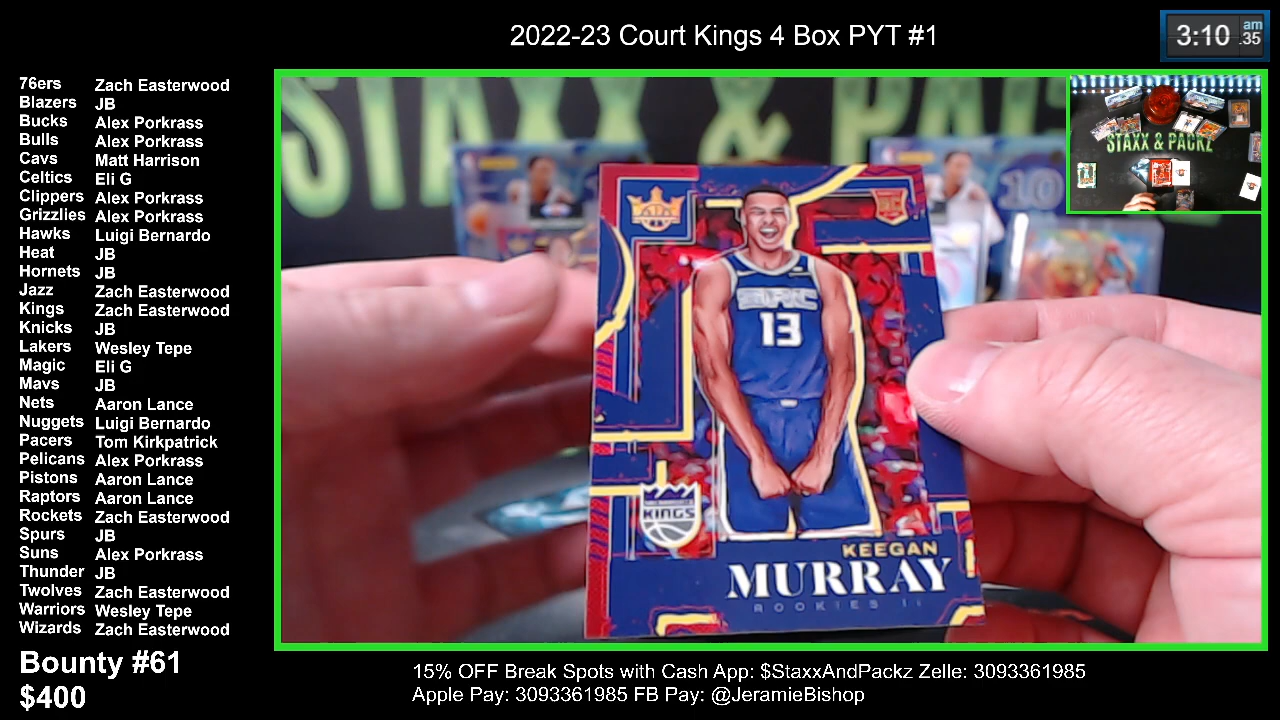 2022-23 Court Kings 4 Box PYT #1
3:10 am .35
76ers Zach Easterwood
Blazers JB
Bucks Alex Porkrass
Bulls Alex Porkrass
Cavs Matt Harrison
Celtics Eli G
Clippers Alex Porkrass
Grizzlies Alex Porkrass
Hawks Luigi Bernardo
Heat JB
Hornets JB
Jazz Zach Easterwood
Kings Zach Easterwood
Knicks JB
Lakers Wesley Tepe
Magic Eli G
Mavs JB
Nets Aaron Lance
Nuggets Luigi Bernardo
Pacers Tom Kirkpatrick
Pelicans Alex Porkrass
Pistons Aaron Lance
Raptors Aaron Lance
Rockets Zach Easterwood
Spurs JB
Suns Alex Porkrass
Thunder JB
Twolves Zach Easterwood
Warriors Wesley Tepe
Wizards Zach Easterwood
Bounty #61
$400
STAXX & PAC
STAXX & PACKZ
10
RC
13
KINGS
KEEGAN
MURRAY
ROOKIES II
15% OFF Break Spots with Cash App: $StaxxAndPackz Zelle: 3093361985
Apple Pay: 3093361985 FB Pay: @JeramieBishop